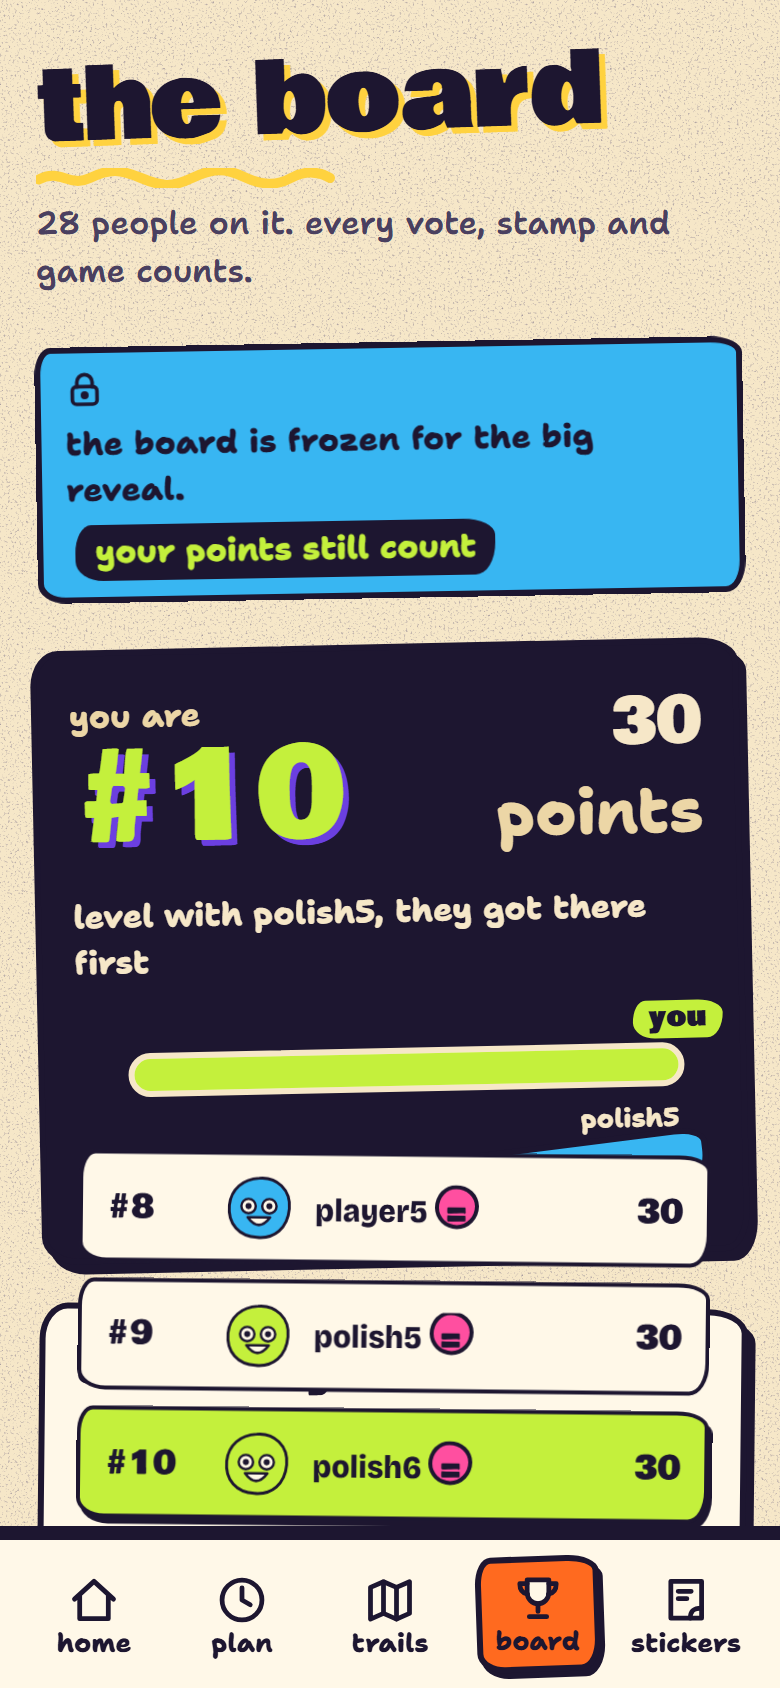 the board
28 people on it. every vote, stamp and
game counts.
the board is frozen for the big
reveal.
your points still count
you are
#10
30
points
level with polish5, they got there
first
you
polish5
#8 player5 30
#9 polish5 30
#10 polish6 30
home plan trails board stickers